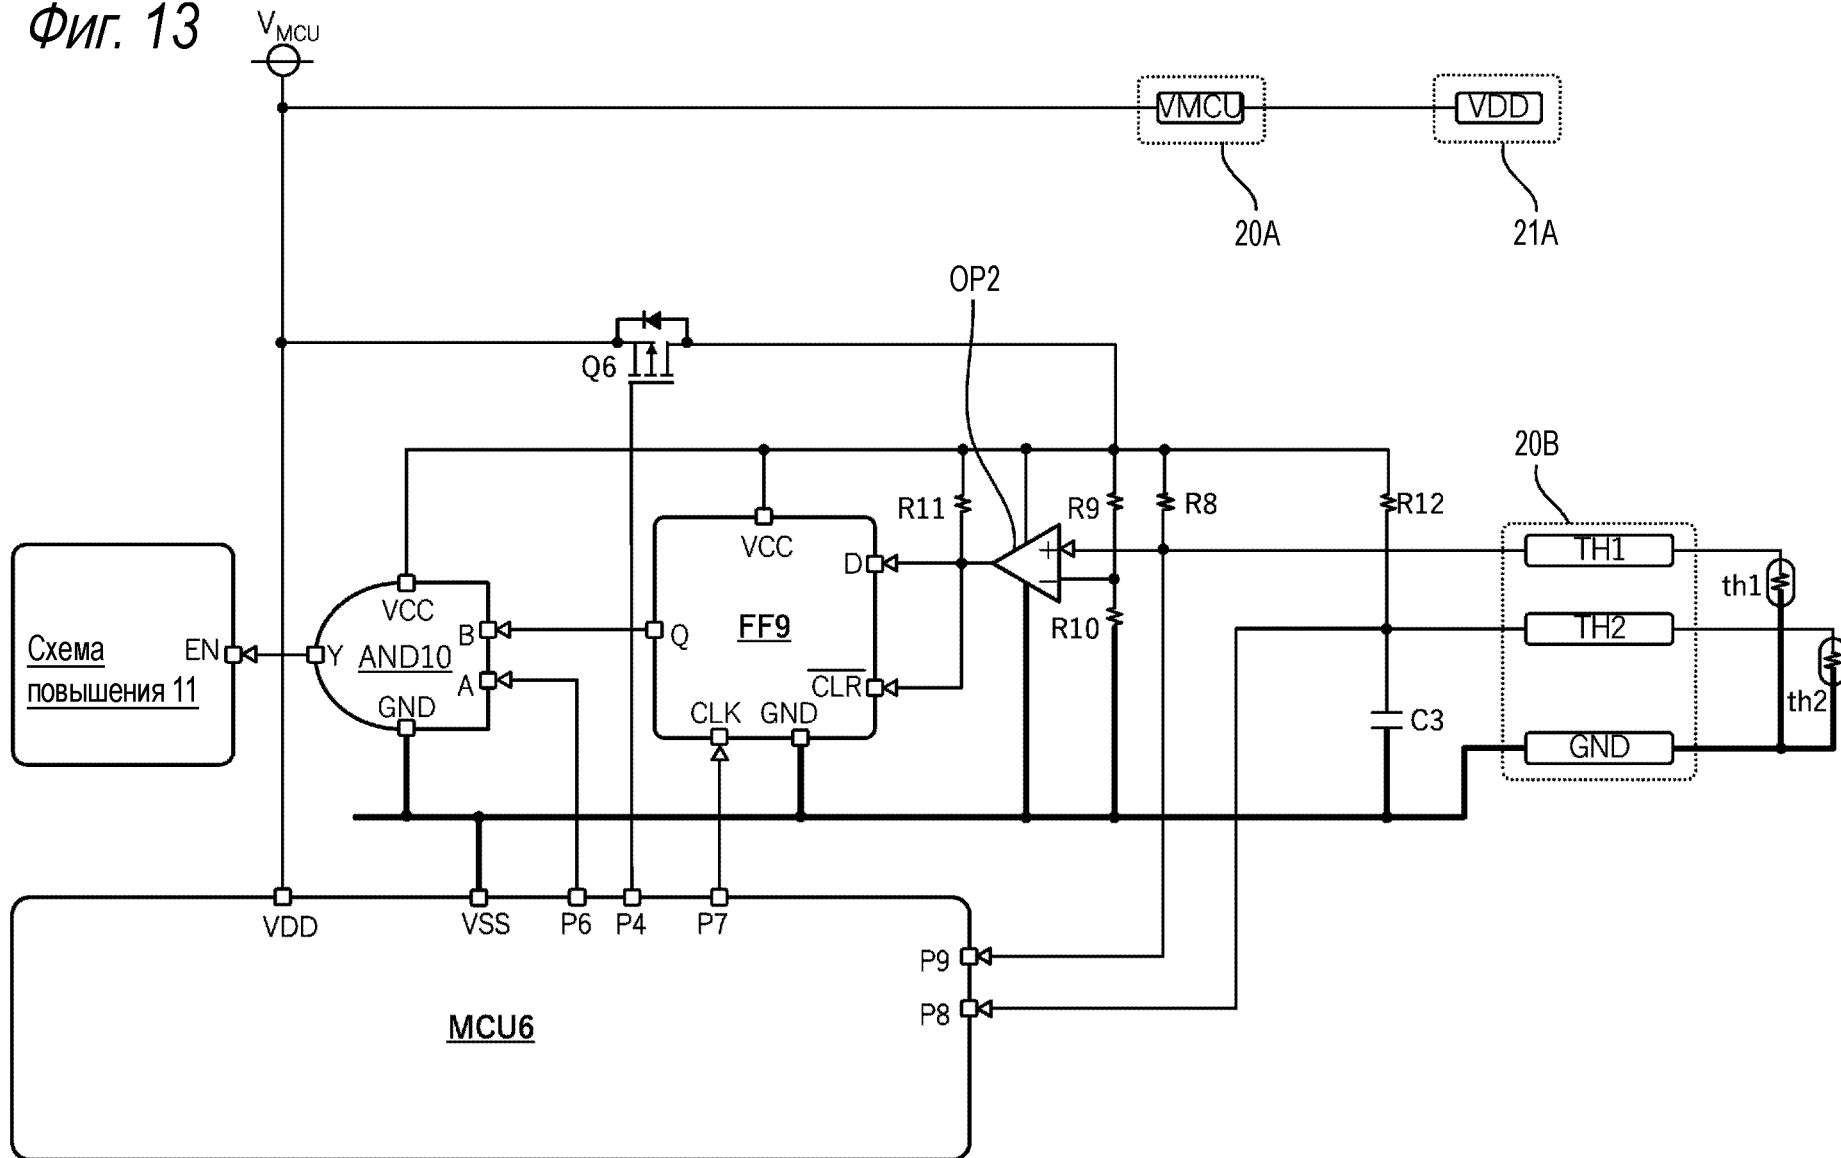 Фиг. 13
VMCU
VMCU
VDD
20A
21A
OP2
Q6
20B
R11
R9
R8
R12
VCC
TH1
D
th1
VCC
FF9
R10
TH2
Схема
повышения 11
EN
Y
AND10
B
A
Q
CLR
th2
GND
CLK
GND
C3
GND
VDD
VSS
P6
P4
P7
P9
P8
MCU6